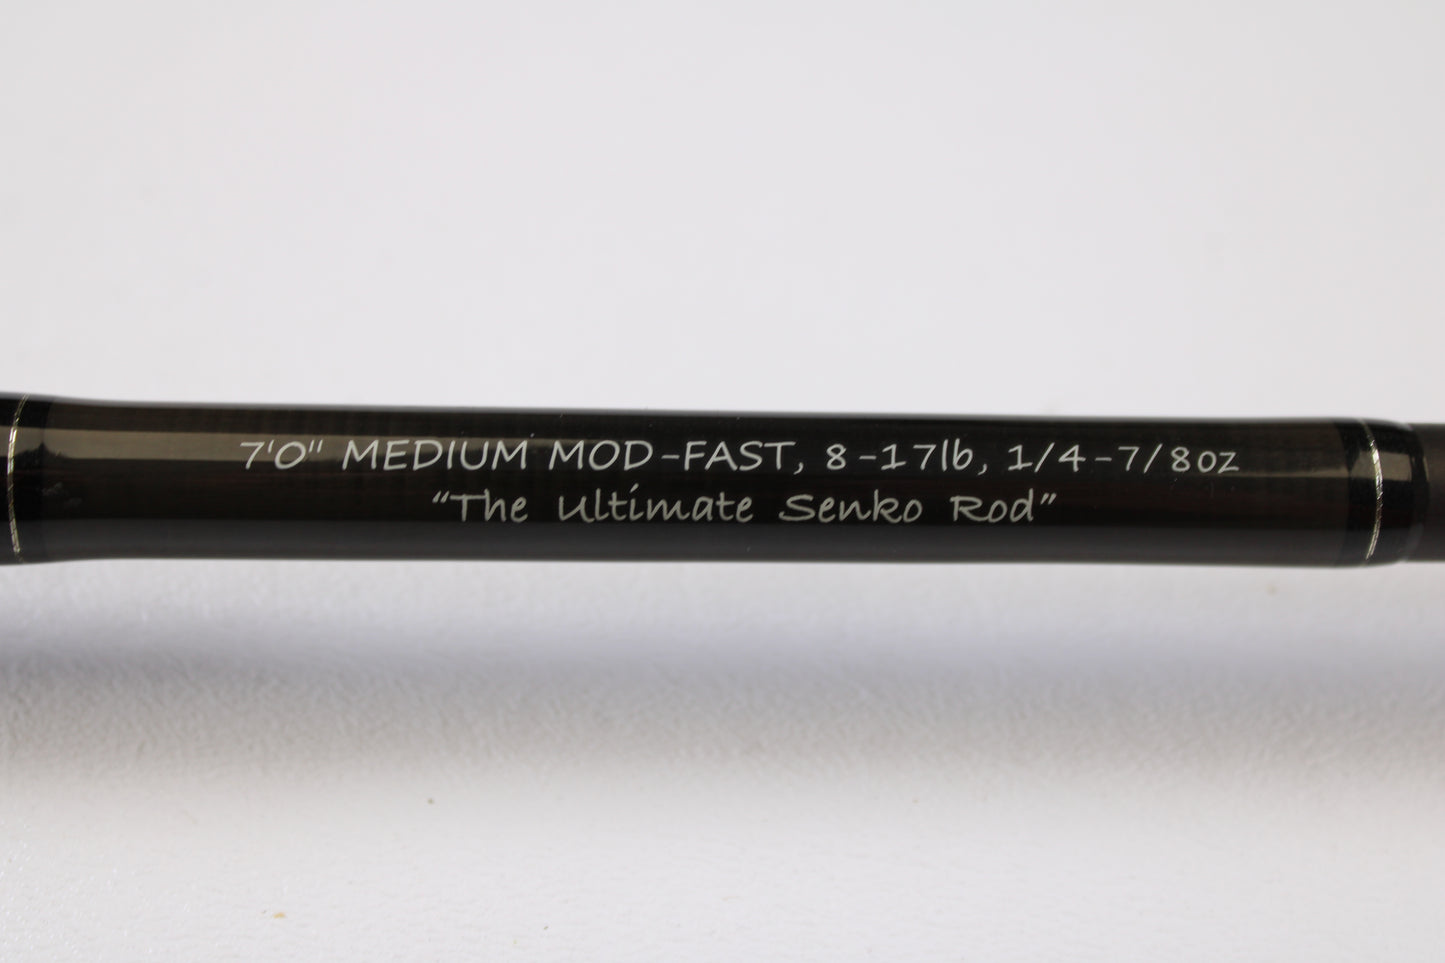 7'0" MEDIUM MOD-FAST, 8-17lb, 1/4-7/8oz
“The Ultimate Senko Rod”